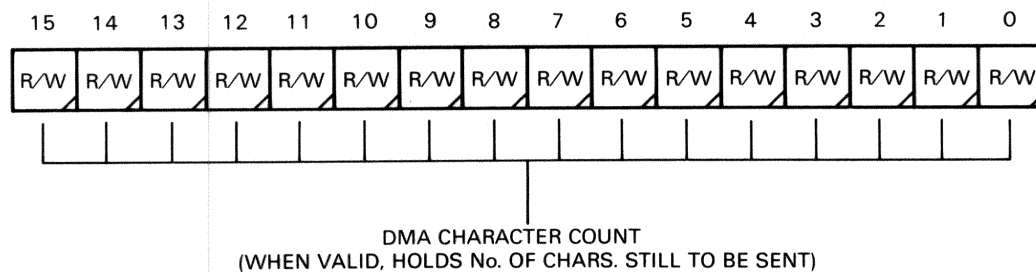 15 14 13 12 11 10 9 8 7 6 5 4 3 2 1 0
R/W R/W R/W R/W R/W R/W R/W R/W R/W R/W R/W R/W R/W R/W R/W R/W
DMA CHARACTER COUNT
(WHEN VALID, HOLDS No. OF CHARS. STILL TO BE SENT)